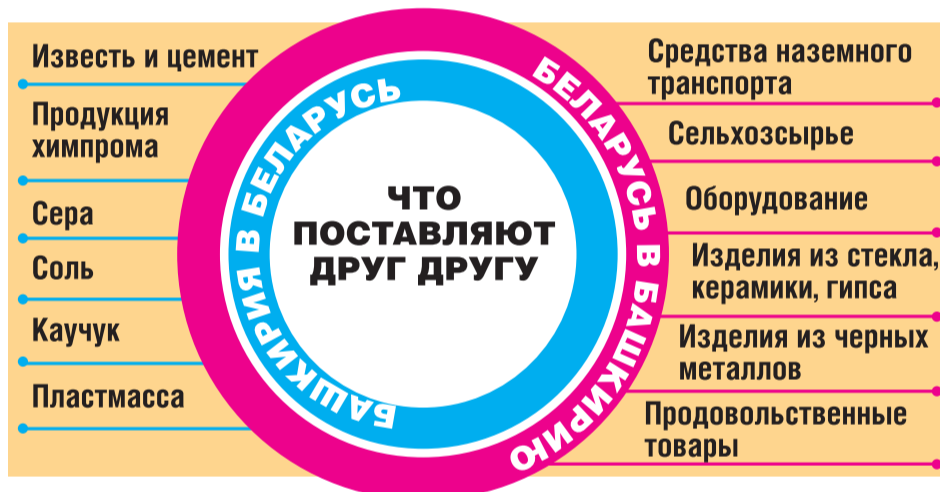 Известь и цемент
Продукция
химпрома
Сера
Соль
Каучук
Пластмасса
БАШКИРИЯ В БЕЛАРУСЬ
ЧТО
ПОСТАВЛЯЮТ
ДРУГ ДРУГУ
БЕЛАРУСЬ В БАШКИРИЮ
Средства наземного
транспорта
Сельхозсырье
Оборудование
Изделия из стекла,
керамики, гипса
Изделия из черных
металлов
Продовольственные
товары